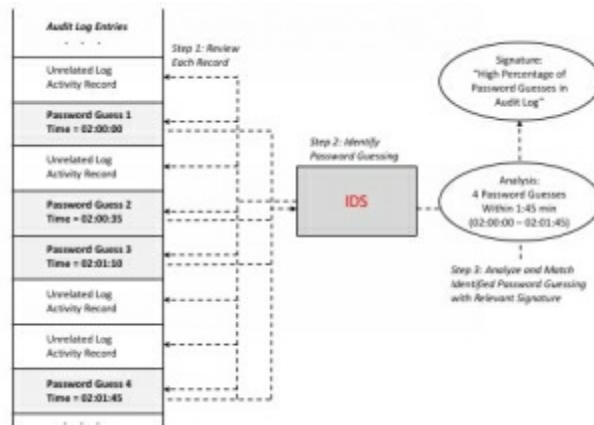 Audit Log Entries
. . .
Unrelated Log
Activity Record
Password Guess 1
Time = 02:00:00
Unrelated Log
Activity Record
Password Guess 2
Time = 02:00:35
Password Guess 3
Time = 02:01:10
Unrelated Log
Activity Record
Unrelated Log
Activity Record
Password Guess 4
Time = 02:01:45
. . .
Step 1: Review
Each Record
Step 2: Identify
Password Guessing
IDS
Signature:
"High Percentage of
Password Guesses in
Audit Log"
Analysis:
4 Password Guesses
Within 1:45 min
(02:00:00 – 02:01:45)
Step 3: Analyze and Match
Identified Password Guessing
with Relevant Signature